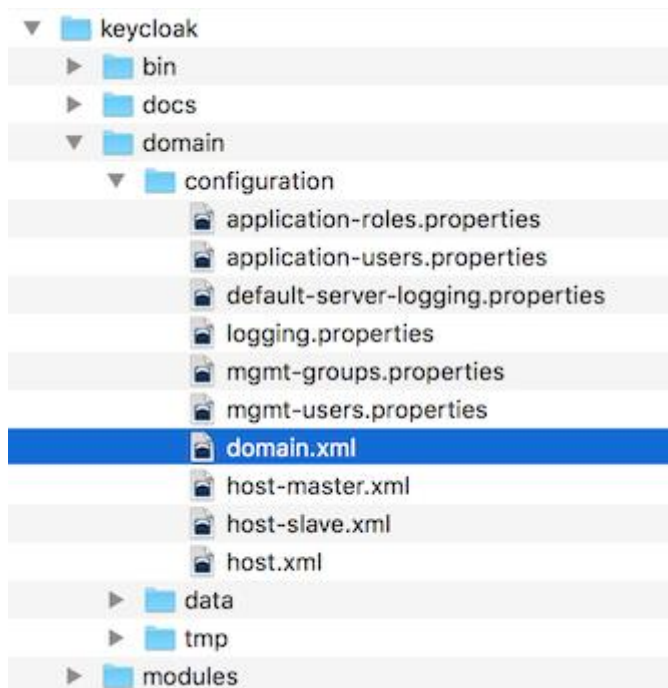 keycloak
bin
docs
domain
configuration
application-roles.properties
application-users.properties
default-server-logging.properties
logging.properties
mgmt-groups.properties
mgmt-users.properties
domain.xml
host-master.xml
host-slave.xml
host.xml
data
tmp
modules